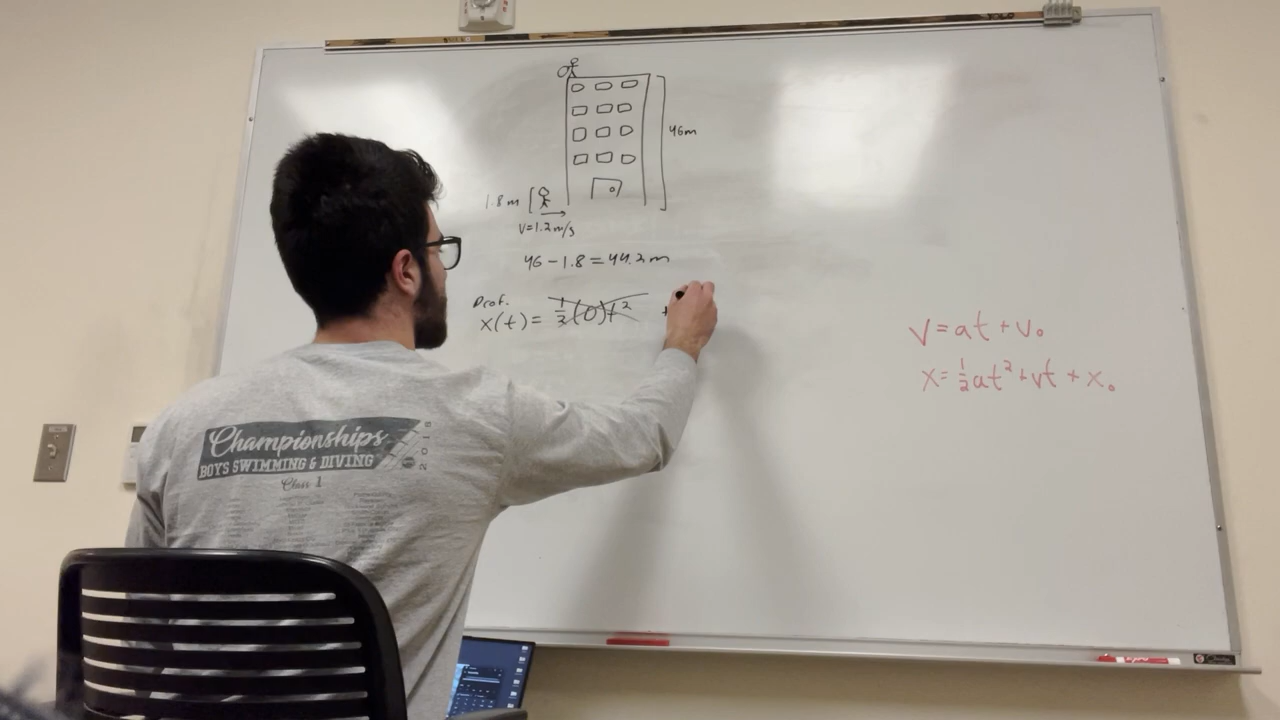 46m
1.8m
V=1.2m/s
46-1.8=44.2m
Prof.
x(t)= ½(0)t² +
V=at+V₀
X=½at²+vt+X₀
Championships
BOYS SWIMMING & DIVING
2018
Class 1